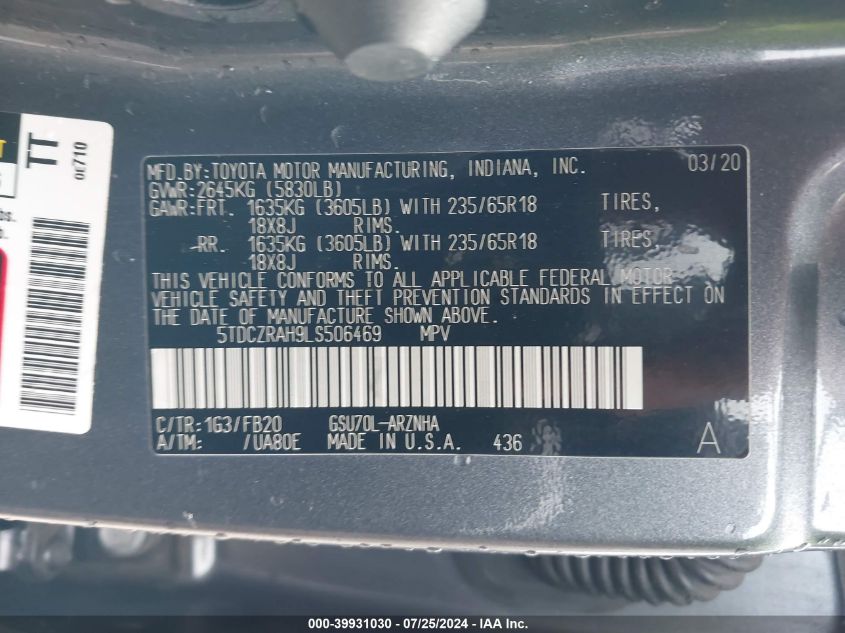 TT
0C710
T
bs.
b.
MFD.BY:TOYOTA MOTOR MANUFACTURING, INDIANA, INC. 03/20
GVWR:2645KG (5830LB)
GAWR:FRT. 1635KG (3605LB) WITH 235/65R18 TIRES,
18X8J RIMS.
RR. 1635KG (3605LB) WITH 235/65R18 TIRES,
18X8J RIMS.
THIS VEHICLE CONFORMS TO ALL APPLICABLE FEDERAL MOTOR
VEHICLE SAFETY AND THEFT PREVENTION STANDARDS IN EFFECT ON
THE DATE OF MANUFACTURE SHOWN ABOVE.
5TDCZRAH9LS506469 MPV
C/TR:1G3/FB20 GSU70L-ARZNHA
A/TM: /UA80E MADE IN U.S.A. 436 A
000-39931030 - 07/25/2024 - IAA, Inc.